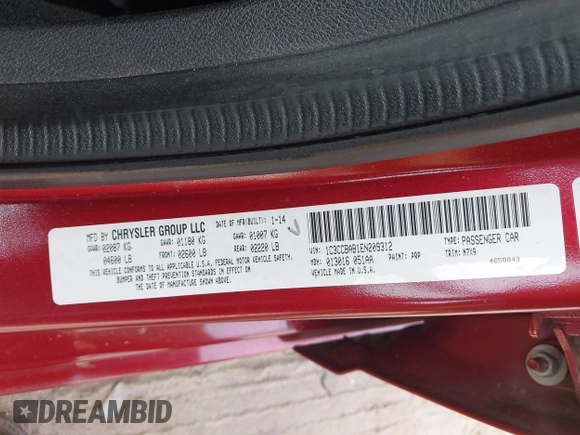 MFD BY CHRYSLER GROUP LLC DATE OF MFR(BUILT): 1-14
GVWR: 02087 KG GAWR: 01180 KG GAWR: 01007 KG
04600 LB FRONT: 02600 LB REAR: 02220 LB
THIS VEHICLE CONFORMS TO ALL APPLICABLE U.S.A. FEDERAL MOTOR VEHICLE SAFETY,
BUMPER AND THEFT PREVENTION STANDARDS IN EFFECT ON
THE DATE OF MANUFACTURE SHOWN ABOVE.
VIN: 1C3CCBAB1EN209312 TYPE: PASSENGER CAR
MDH: 013016 051AA PAINT: PRP TRIM: M7X9
VEHICLE MADE IN U.S.A. 4650843
DREAMBID